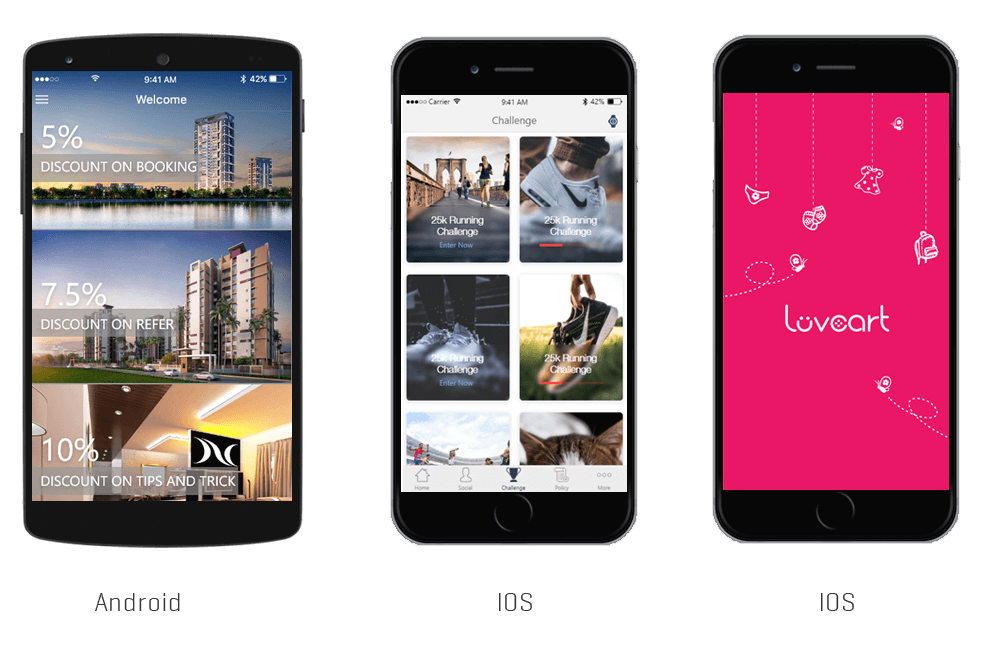 9:41 AM
42%
Welcome
5%
DISCOUNT ON BOOKING
7.5%
DISCOUNT ON REFER
10%
DISCOUNT ON TIPS AND TRICK
Carrier
9:41 AM
42%
Challenge
25k Running
Challenge
Enter Now
25k Running
Challenge
25k Running
Challenge
Enter Now
25k Running
Challenge
Home
Social
Challenge
Policy
More
luvcart
Android
IOS
IOS